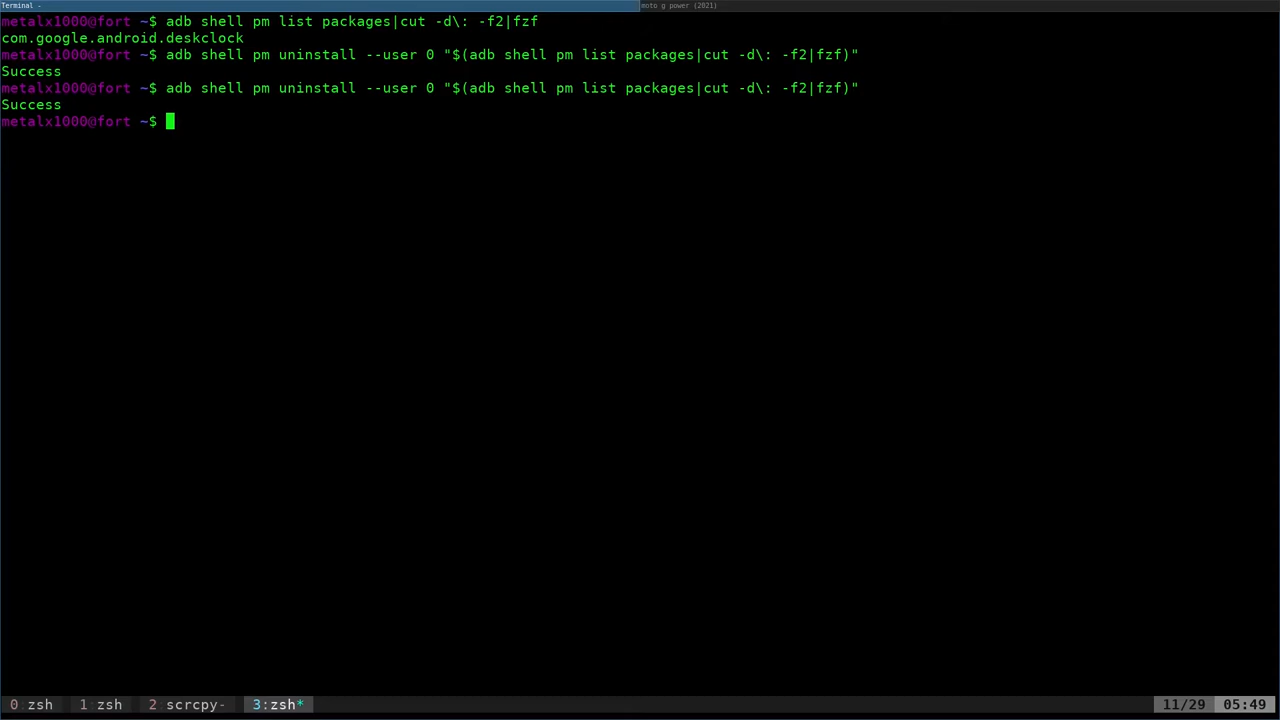 Terminal -
moto g power (2021)
metalx1000@fort ~$ adb shell pm list packages|cut -d\: -f2|fzf
com.google.android.deskclock
metalx1000@fort ~$ adb shell pm uninstall --user 0 "$(adb shell pm list packages|cut -d\: -f2|fzf)"
Success
metalx1000@fort ~$ adb shell pm uninstall --user 0 "$(adb shell pm list packages|cut -d\: -f2|fzf)"
Success
metalx1000@fort ~$
0:zsh 1:zsh 2:scrcpy- 3:zsh* 11/29 05:49